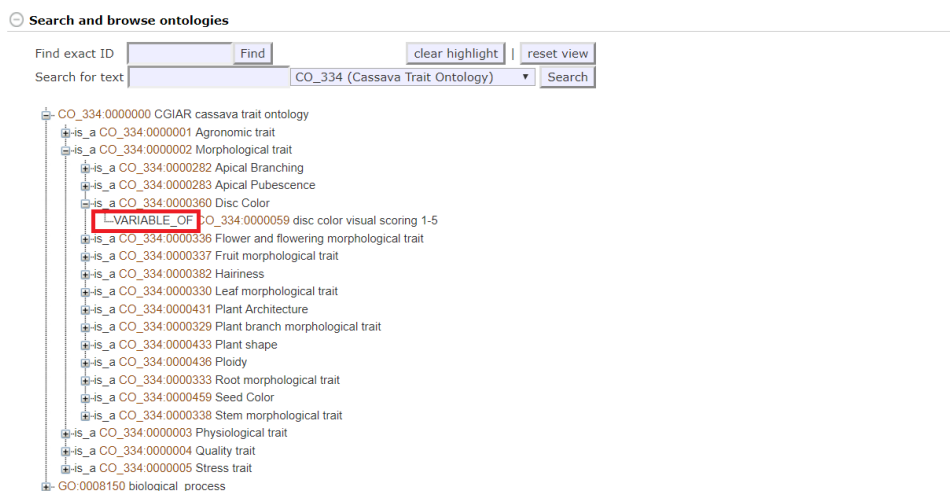 Search and browse ontologies
Find exact ID Find clear highlight | reset view
Search for text CO_334 (Cassava Trait Ontology) Search
CO_334:0000000 CGIAR cassava trait ontology
is_a CO_334:0000001 Agronomic trait
is_a CO_334:0000002 Morphological trait
is_a CO_334:0000282 Apical Branching
is_a CO_334:0000283 Apical Pubescence
is_a CO_334:0000360 Disc Color
VARIABLE_OF CO_334:0000059 disc color visual scoring 1-5
is_a CO_334:0000336 Flower and flowering morphological trait
is_a CO_334:0000337 Fruit morphological trait
is_a CO_334:0000382 Hairiness
is_a CO_334:0000330 Leaf morphological trait
is_a CO_334:0000431 Plant Architecture
is_a CO_334:0000329 Plant branch morphological trait
is_a CO_334:0000433 Plant shape
is_a CO_334:0000436 Ploidy
is_a CO_334:0000333 Root morphological trait
is_a CO_334:0000459 Seed Color
is_a CO_334:0000338 Stem morphological trait
is_a CO_334:0000003 Physiological trait
is_a CO_334:0000004 Quality trait
is_a CO_334:0000005 Stress trait
GO:0008150 biological_process